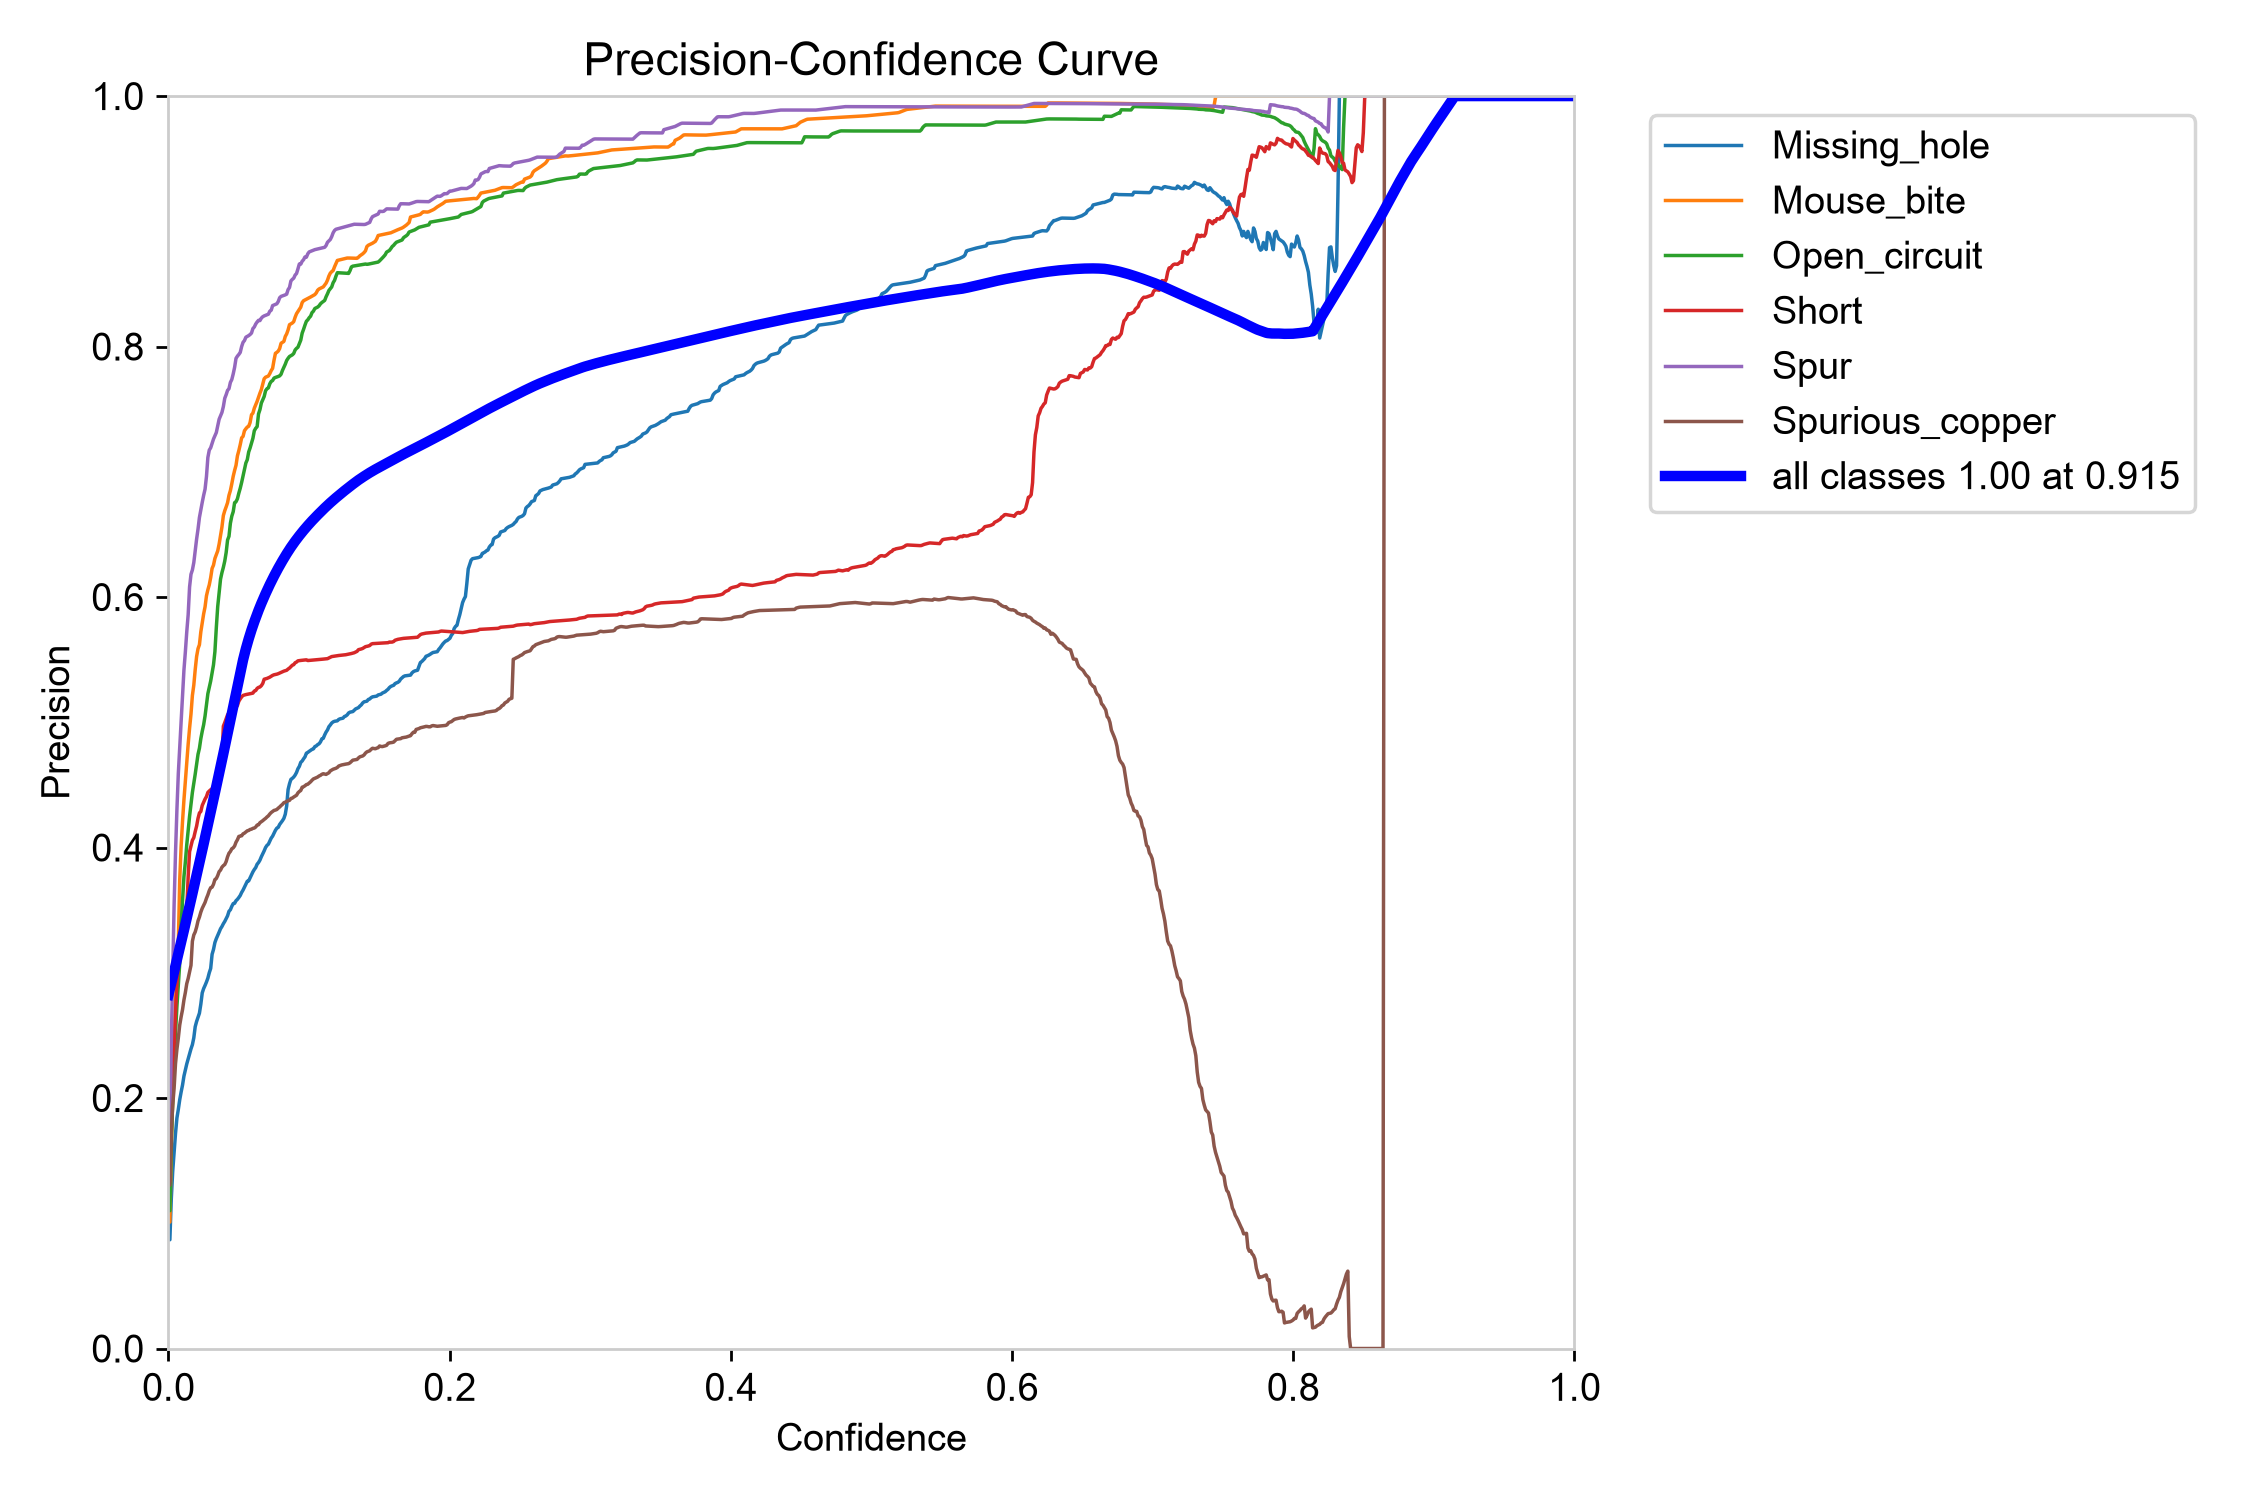 Precision-Confidence Curve
1.0
0.8
0.6
0.4
0.2
0.0
Precision
0.0 0.2 0.4 0.6 0.8 1.0
Confidence
Missing_hole
Mouse_bite
Open_circuit
Short
Spur
Spurious_copper
all classes 1.00 at 0.915